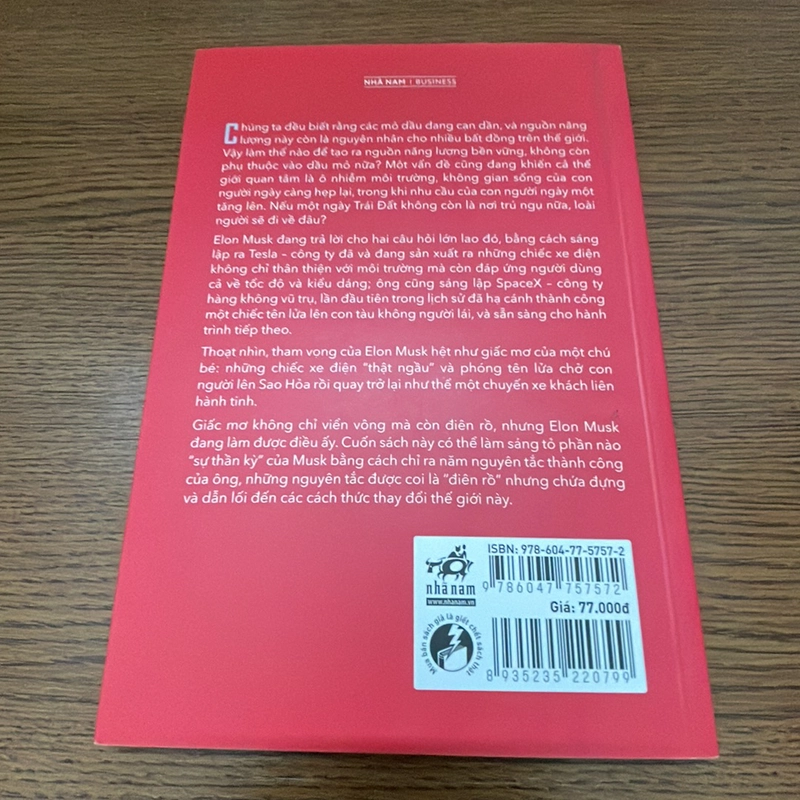 NHÃ NAM | BUSINESS
Chúng ta đều biết rằng các mỏ dầu đang cạn dần, và nguồn năng
lượng này còn là nguyên nhân cho nhiều bất đồng trên thế giới.
Vậy làm thế nào để tạo ra nguồn năng lượng bền vững, không còn
phụ thuộc vào dầu mỏ nữa? Một vấn đề cũng đang khiến cả thế
giới quan tâm là ô nhiễm môi trường, không gian sống của con
người ngày càng hẹp lại, trong khi nhu cầu của con người ngày một
tăng lên. Nếu một ngày Trái Đất không còn là nơi trú ngụ nữa, loài
người sẽ đi về đâu?
Elon Musk đang trả lời cho hai câu hỏi lớn lao đó, bằng cách sáng
lập ra Tesla – công ty đã và đang sản xuất ra những chiếc xe điện
không chỉ thân thiện với môi trường mà còn đáp ứng người dùng
cả về tốc độ và kiểu dáng; ông cũng sáng lập SpaceX – công ty
hàng không vũ trụ, lần đầu tiên trong lịch sử đã hạ cánh thành công
một chiếc tên lửa lên con tàu không người lái, và sẵn sàng cho hành
trình tiếp theo.
Thoạt nhìn, tham vọng của Elon Musk hệt như giấc mơ của một chú
bé: những chiếc xe điện "thật ngầu" và phóng tên lửa chở con
người lên Sao Hỏa rồi quay trở lại như thể một chuyến xe khách liên
hành tinh.
Giấc mơ không chỉ viển vông mà còn điên rồ, nhưng Elon Musk
đang làm được điều ấy. Cuốn sách này có thể làm sáng tỏ phần nào
"sự thần kỳ" của Musk bằng cách chỉ ra năm nguyên tắc thành công
của ông, những nguyên tắc được coi là "điên rồ" nhưng chứa đựng
và dẫn lối đến các cách thức thay đổi thế giới này.
nhã nam
www.nhanam.vn
Mua bán sách giả là giết chết sách thật
ISBN: 978-604-77-5757-2
9 786047 757572
Giá: 77.000đ
8 935235 220799